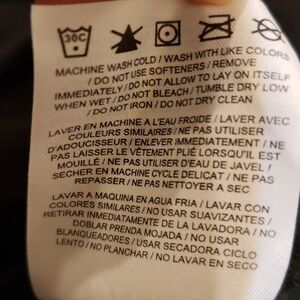 30C
MACHINE WASH COLD / WASH WITH LIKE COLORS
/ DO NOT USE SOFTENERS / REMOVE
IMMEDIATELY / DO NOT ALLOW TO LAY ON ITSELF
WHEN WET / DO NOT BLEACH / TUMBLE DRY LOW
/ DO NOT IRON / DO NOT DRY CLEAN
LAVER EN MACHINE A L'EAU FROIDE / LAVER AVEC
COULEURS SIMILAIRES / NE PAS UTILISER
D'ADOUCISSEUR / ENLEVER IMMEDIATEMENT / NE
PAS LAISSER LE VÊTEMENT PLIÉ LORSQU'IL EST
MOUILLÉ / NE PAS UTILISER D'EAU DE JAVEL /
SECHER EN MACHINE CYCLE DELICAT / NE PAS
REPASSER / NE PAS NETTOYER A SEC
LAVAR A MAQUINA EN AGUA FRIA / LAVAR CON
COLORES SIMILARES / NO USAR SUAVIZANTES /
RETIRAR INMEDIATAMENTE DE LA LAVADORA / NO
DOBLAR PRENDA MOJADA / NO USAR
BLANQUEADORES / USAR SECADORA CICLO
LENTO / NO PLANCHAR / NO LAVAR EN SECO